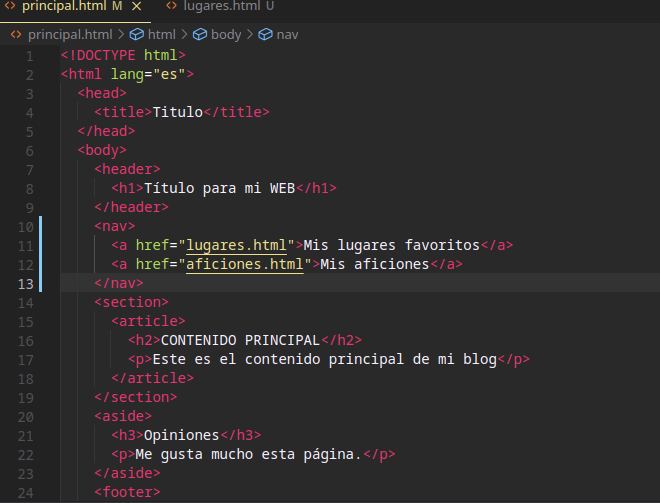 principal.html M × lugares.html U
principal.html > html > body > nav
1 <!DOCTYPE html>
2 <html lang="es">
3 <head>
4 <title>Titulo</title>
5 </head>
6 <body>
7 <header>
8 <h1>Título para mi WEB</h1>
9 </header>
10 <nav>
11 <a href="lugares.html">Mis lugares favoritos</a>
12 <a href="aficiones.html">Mis aficiones</a>
13 </nav>
14 <section>
15 <article>
16 <h2>CONTENIDO PRINCIPAL</h2>
17 <p>Este es el contenido principal de mi blog</p>
18 </article>
19 </section>
20 <aside>
21 <h3>Opiniones</h3>
22 <p>Me gusta mucho esta página.</p>
23 </aside>
24 <footer>